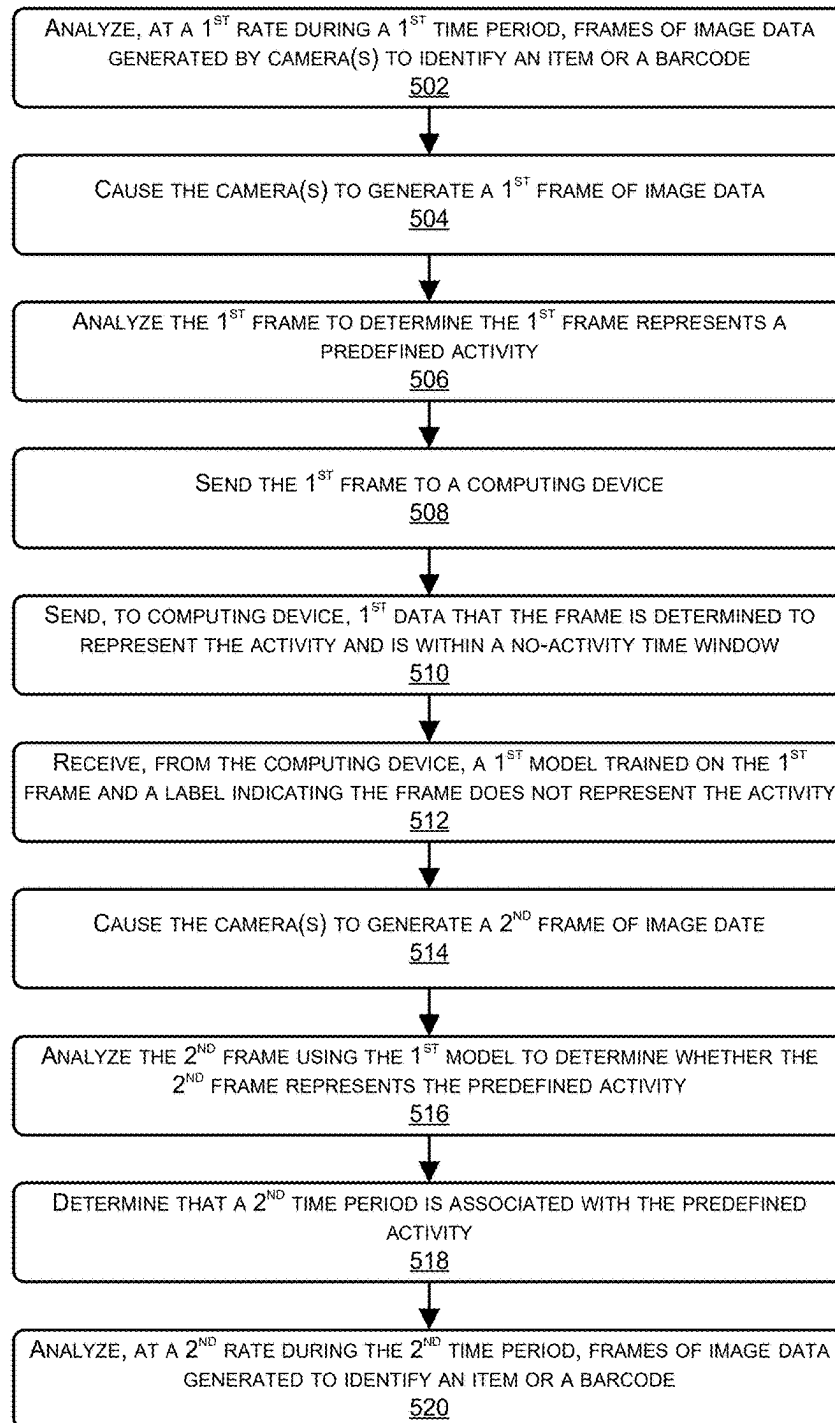 ANALYZE, AT A 1ST RATE DURING A 1ST TIME PERIOD, FRAMES OF IMAGE DATA
GENERATED BY CAMERA(S) TO IDENTIFY AN ITEM OR A BARCODE
502
CAUSE THE CAMERA(S) TO GENERATE A 1ST FRAME OF IMAGE DATA
504
ANALYZE THE 1ST FRAME TO DETERMINE THE 1ST FRAME REPRESENTS A
PREDEFINED ACTIVITY
506
SEND THE 1ST FRAME TO A COMPUTING DEVICE
508
SEND, TO COMPUTING DEVICE, 1ST DATA THAT THE FRAME IS DETERMINED TO
REPRESENT THE ACTIVITY AND IS WITHIN A NO-ACTIVITY TIME WINDOW
510
RECEIVE, FROM THE COMPUTING DEVICE, A 1ST MODEL TRAINED ON THE 1ST
FRAME AND A LABEL INDICATING THE FRAME DOES NOT REPRESENT THE ACTIVITY
512
CAUSE THE CAMERA(S) TO GENERATE A 2ND FRAME OF IMAGE DATE
514
ANALYZE THE 2ND FRAME USING THE 1ST MODEL TO DETERMINE WHETHER THE
2ND FRAME REPRESENTS THE PREDEFINED ACTIVITY
516
DETERMINE THAT A 2ND TIME PERIOD IS ASSOCIATED WITH THE PREDEFINED
ACTIVITY
518
ANALYZE, AT A 2ND RATE DURING THE 2ND TIME PERIOD, FRAMES OF IMAGE DATA
GENERATED TO IDENTIFY AN ITEM OR A BARCODE
520